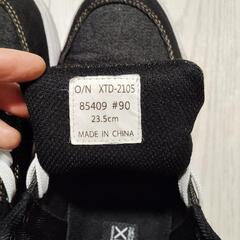 O/N XTD-2105
85409 #90
23.5cm
MADE IN CHINA